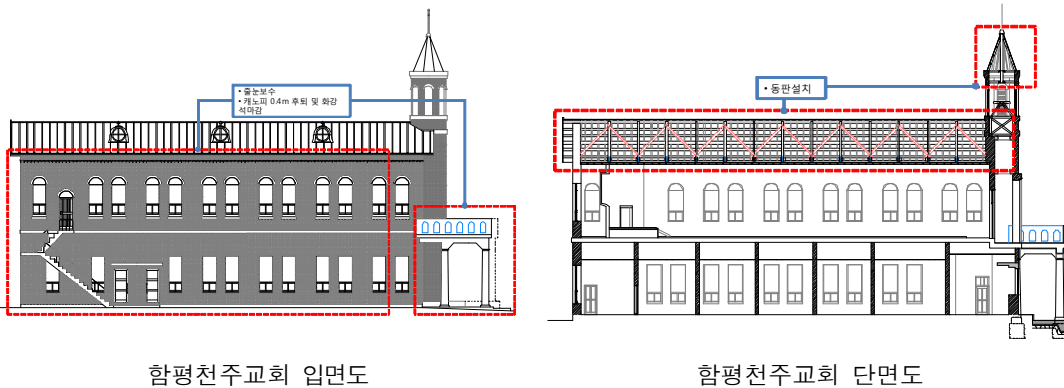 • 줄눈보수
• 캐노피 0.4m 후퇴 및 화강
석마감
• 동판설치
함평천주교회 입면도
함평천주교회 단면도